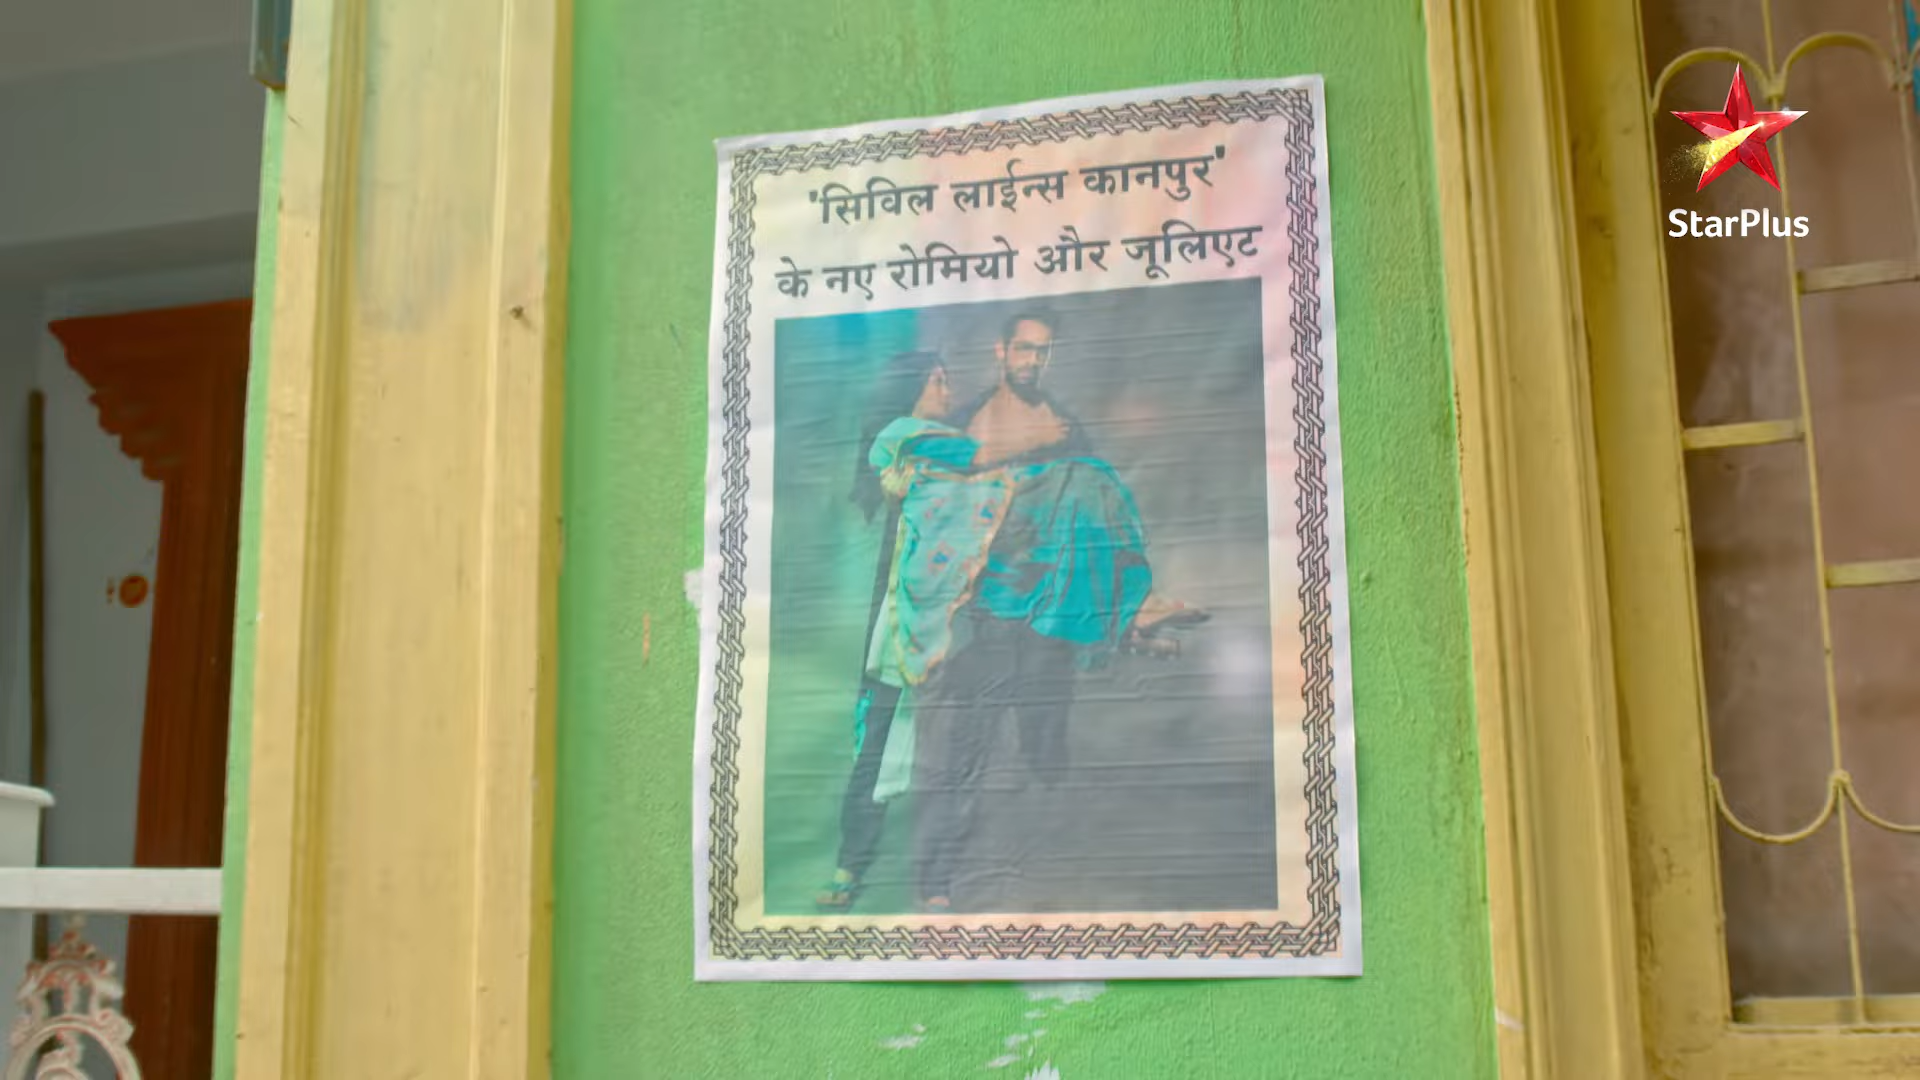 'सिविल लाईन्स कानपुर'
के नए रोमियो और जूलिएट
StarPlus